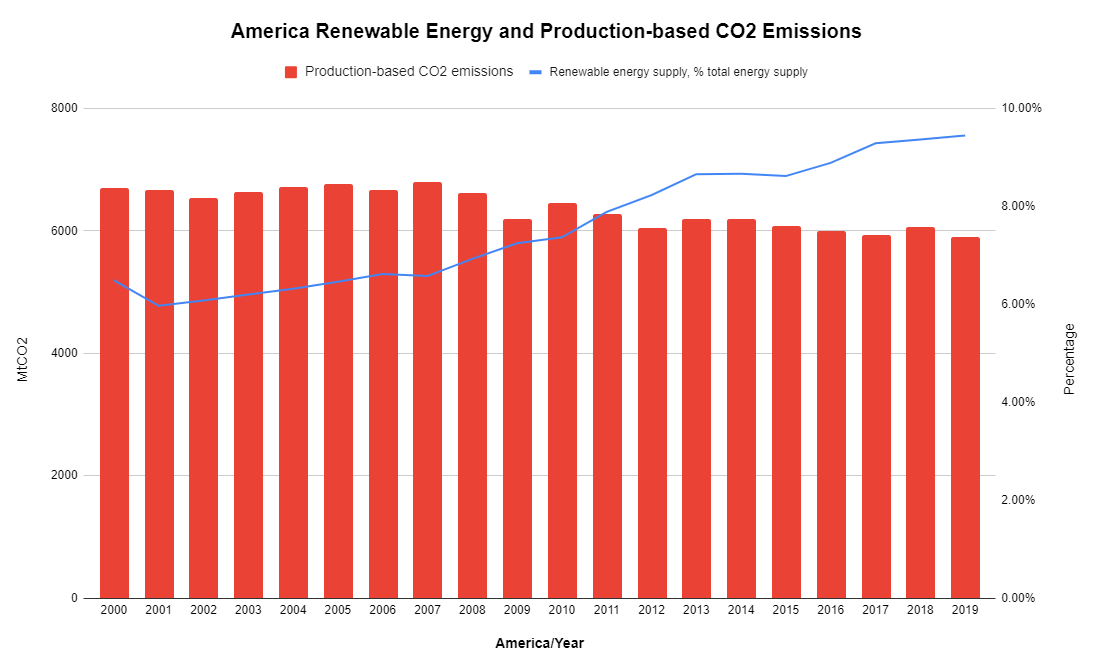 America Renewable Energy and Production-based CO2 Emissions
Production-based CO2 emissions Renewable energy supply, % total energy supply
8000 10.00%
8.00%
6000
6.00%
4000
4.00%
2000
2.00%
0 0.00%
MtCO2
Percentage
2000 2001 2002 2003 2004 2005 2006 2007 2008 2009 2010 2011 2012 2013 2014 2015 2016 2017 2018 2019
America/Year